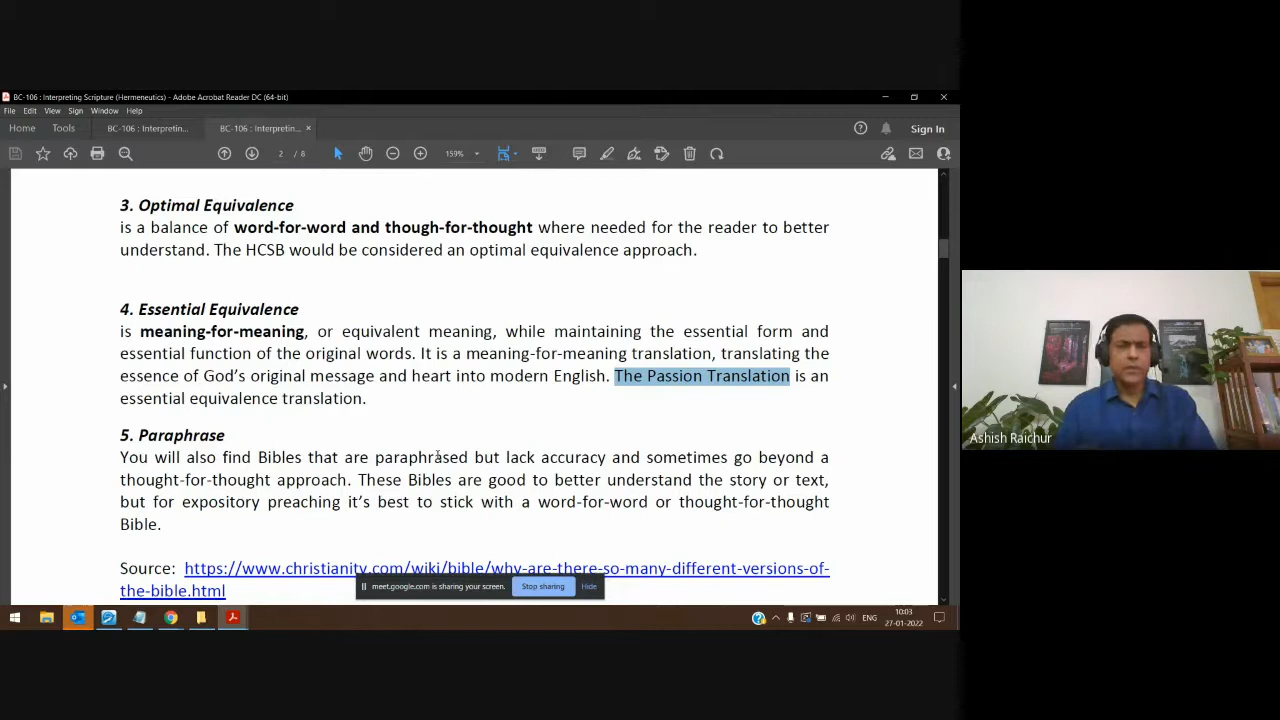 BC-106 : Interpreting Scripture (Hermeneutics) - Adobe Acrobat Reader DC (64-bit)
File Edit View Sign Window Help
Home Tools BC-106 : Interpretin... BC-106 : Interpretin... × Sign In
2 / 8 159%
3. Optimal Equivalence
is a balance of word-for-word and though-for-thought where needed for the reader to better
understand. The HCSB would be considered an optimal equivalence approach.
4. Essential Equivalence
is meaning-for-meaning, or equivalent meaning, while maintaining the essential form and
essential function of the original words. It is a meaning-for-meaning translation, translating the
essence of God’s original message and heart into modern English. The Passion Translation is an
essential equivalence translation.
5. Paraphrase
You will also find Bibles that are paraphrased but lack accuracy and sometimes go beyond a
thought-for-thought approach. These Bibles are good to better understand the story or text,
but for expository preaching it’s best to stick with a word-for-word or thought-for-thought
Bible.
Source: https://www.christianity.com/wiki/bible/why-are-there-so-many-different-versions-of-
the-bible.html
meet.google.com is sharing your screen. Stop sharing Hide
ENG 10:03
27-01-2022
Ashish Raichur